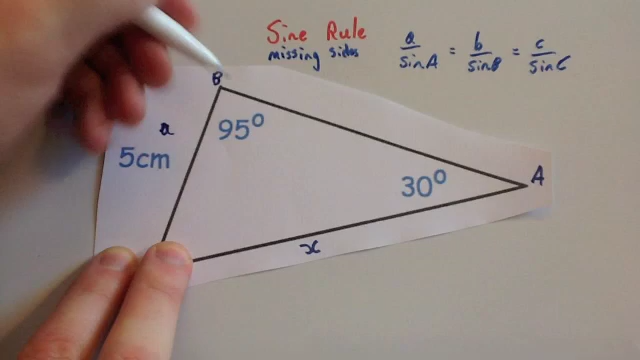 Sine Rule
missing sides
a/sinA = b/sinB = c/sinC
B
a
95°
5cm
30°
A
x